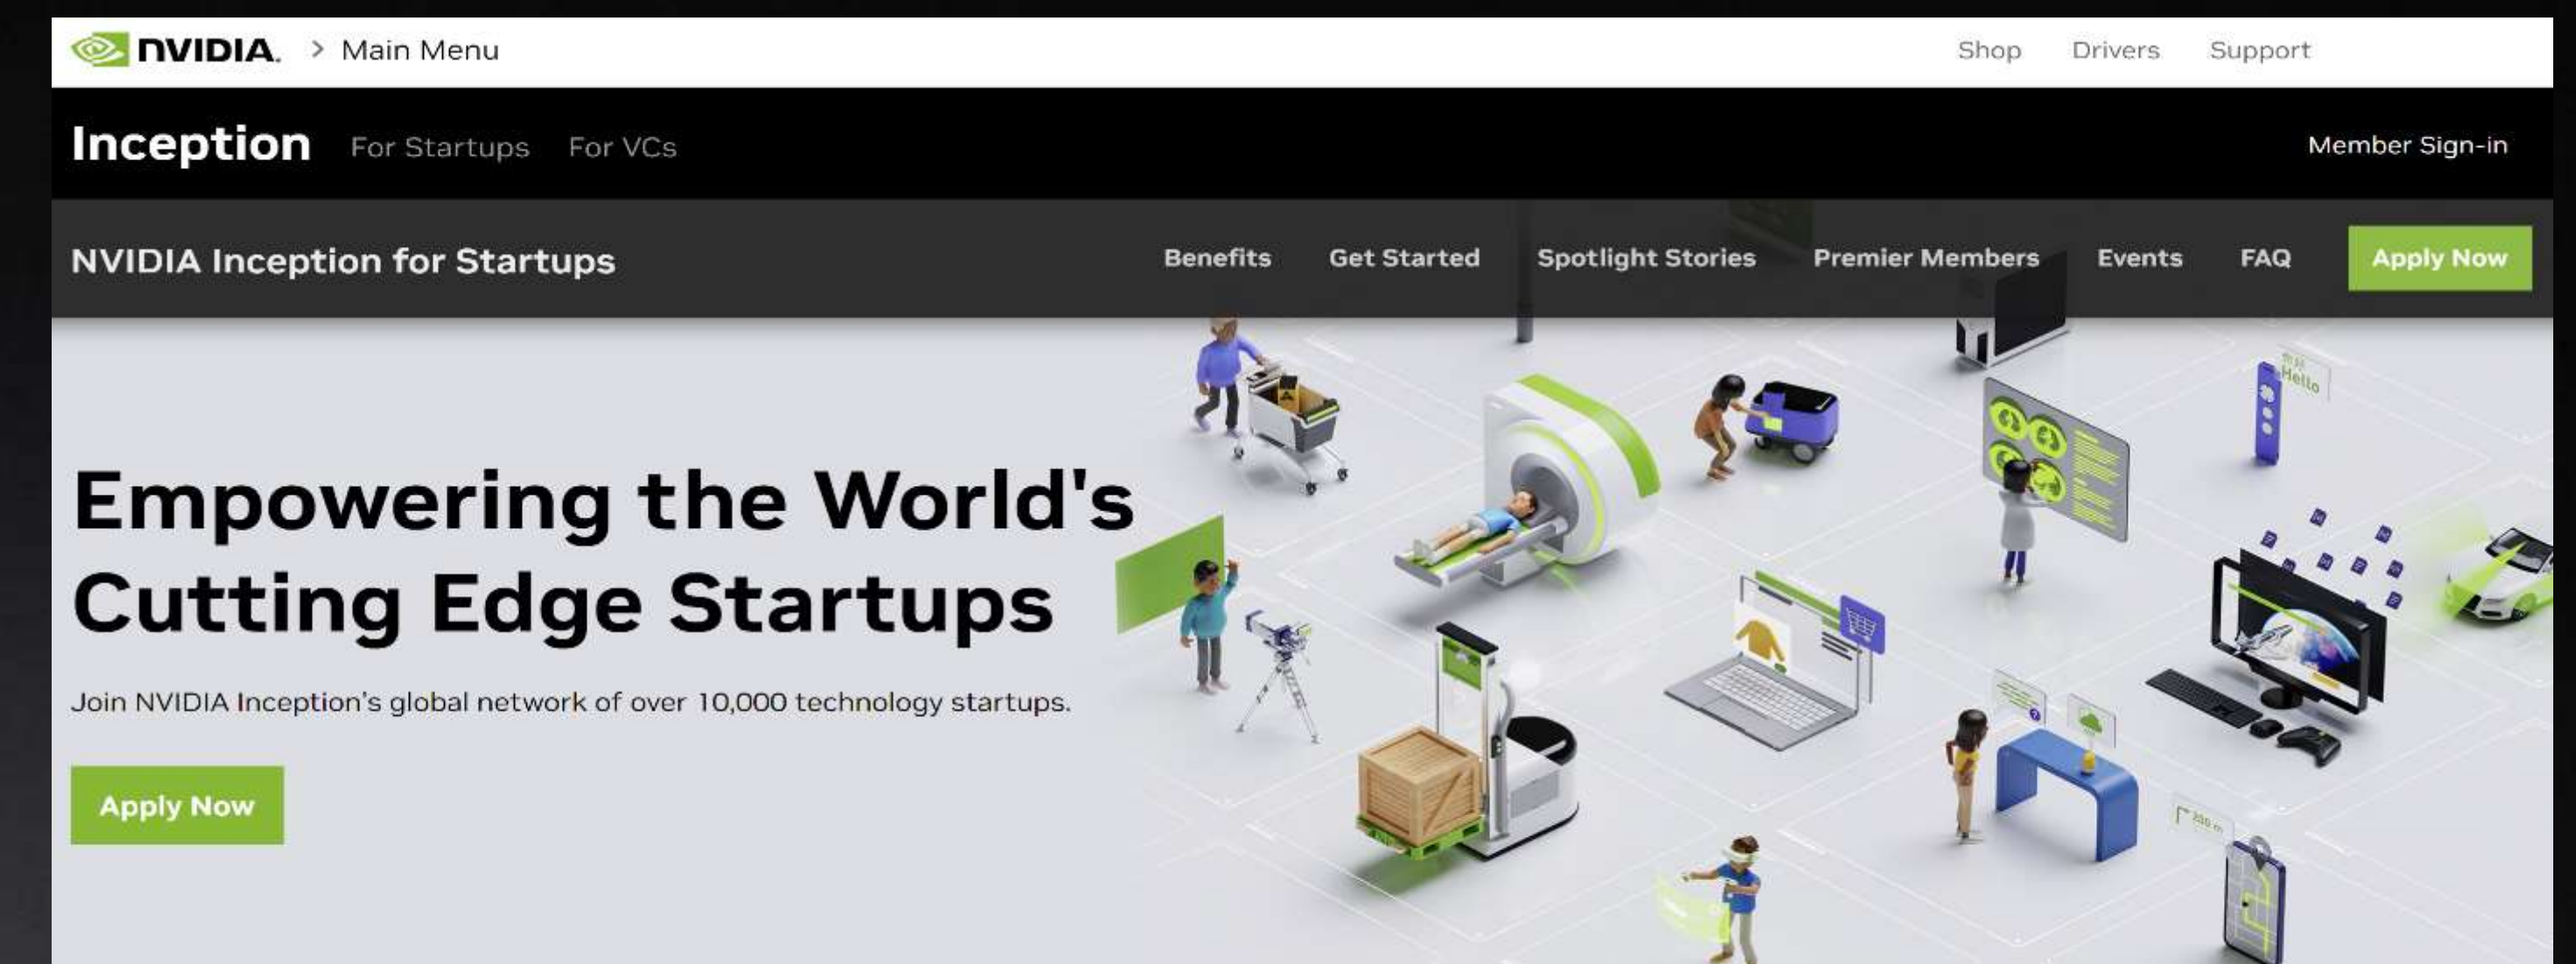 NVIDIA. > Main Menu
Shop Drivers Support
Inception For Startups For VCs
Member Sign-in
NVIDIA Inception for Startups
Benefits Get Started Spotlight Stories Premier Members Events FAQ Apply Now
Empowering the World's
Cutting Edge Startups
Join NVIDIA Inception’s global network of over 10,000 technology startups.
Apply Now
你好
Hello